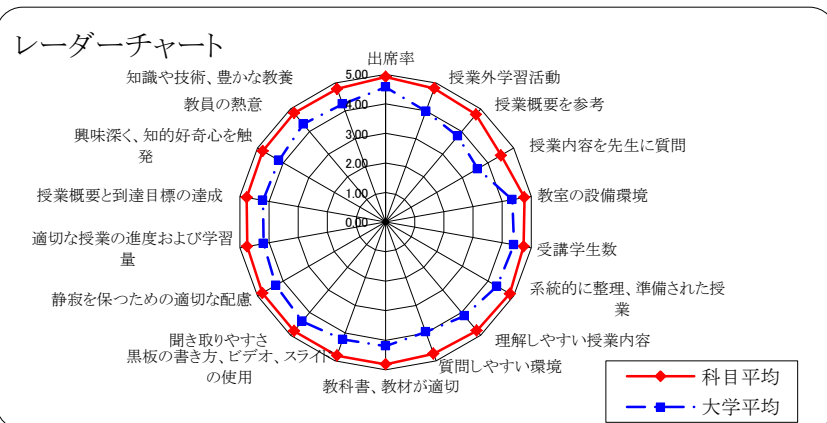 レーダーチャート
出席率
授業外学習活動
授業概要を参考
授業内容を先生に質問
教室の設備環境
受講学生数
系統的に整理、準備された授
業
理解しやすい授業内容
質問しやすい環境
教科書、教材が適切
黒板の書き方、ビデオ、スライド
の使用
聞き取りやすさ
静寂を保つための適切な配慮
適切な授業の進度および学習
量
授業概要と到達目標の達成
興味深く、知的好奇心を触
発
教員の熱意
知識や技術、豊かな教養
5.00
4.00
3.00
2.00
1.00
0.00
科目平均
大学平均